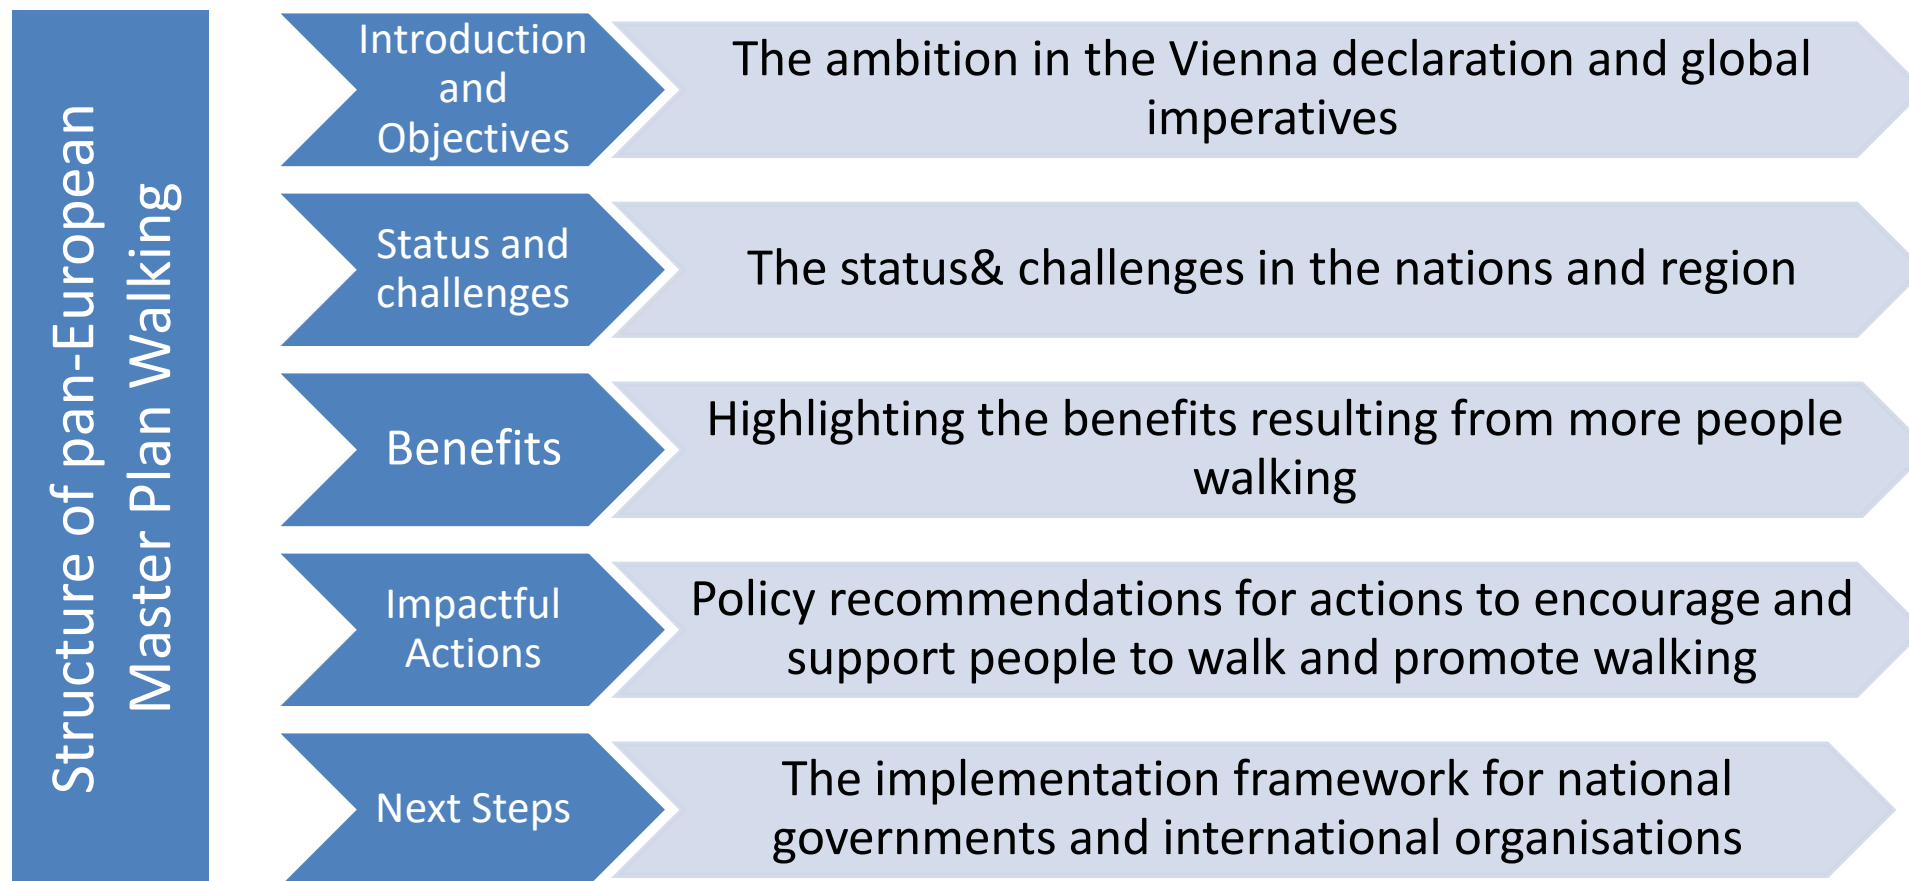 Structure of pan-European
Master Plan Walking
Introduction
and
Objectives
The ambition in the Vienna declaration and global
imperatives
Status and
challenges
The status& challenges in the nations and region
Benefits
Highlighting the benefits resulting from more people
walking
Impactful
Actions
Policy recommendations for actions to encourage and
support people to walk and promote walking
Next Steps
The implementation framework for national
governments and international organisations